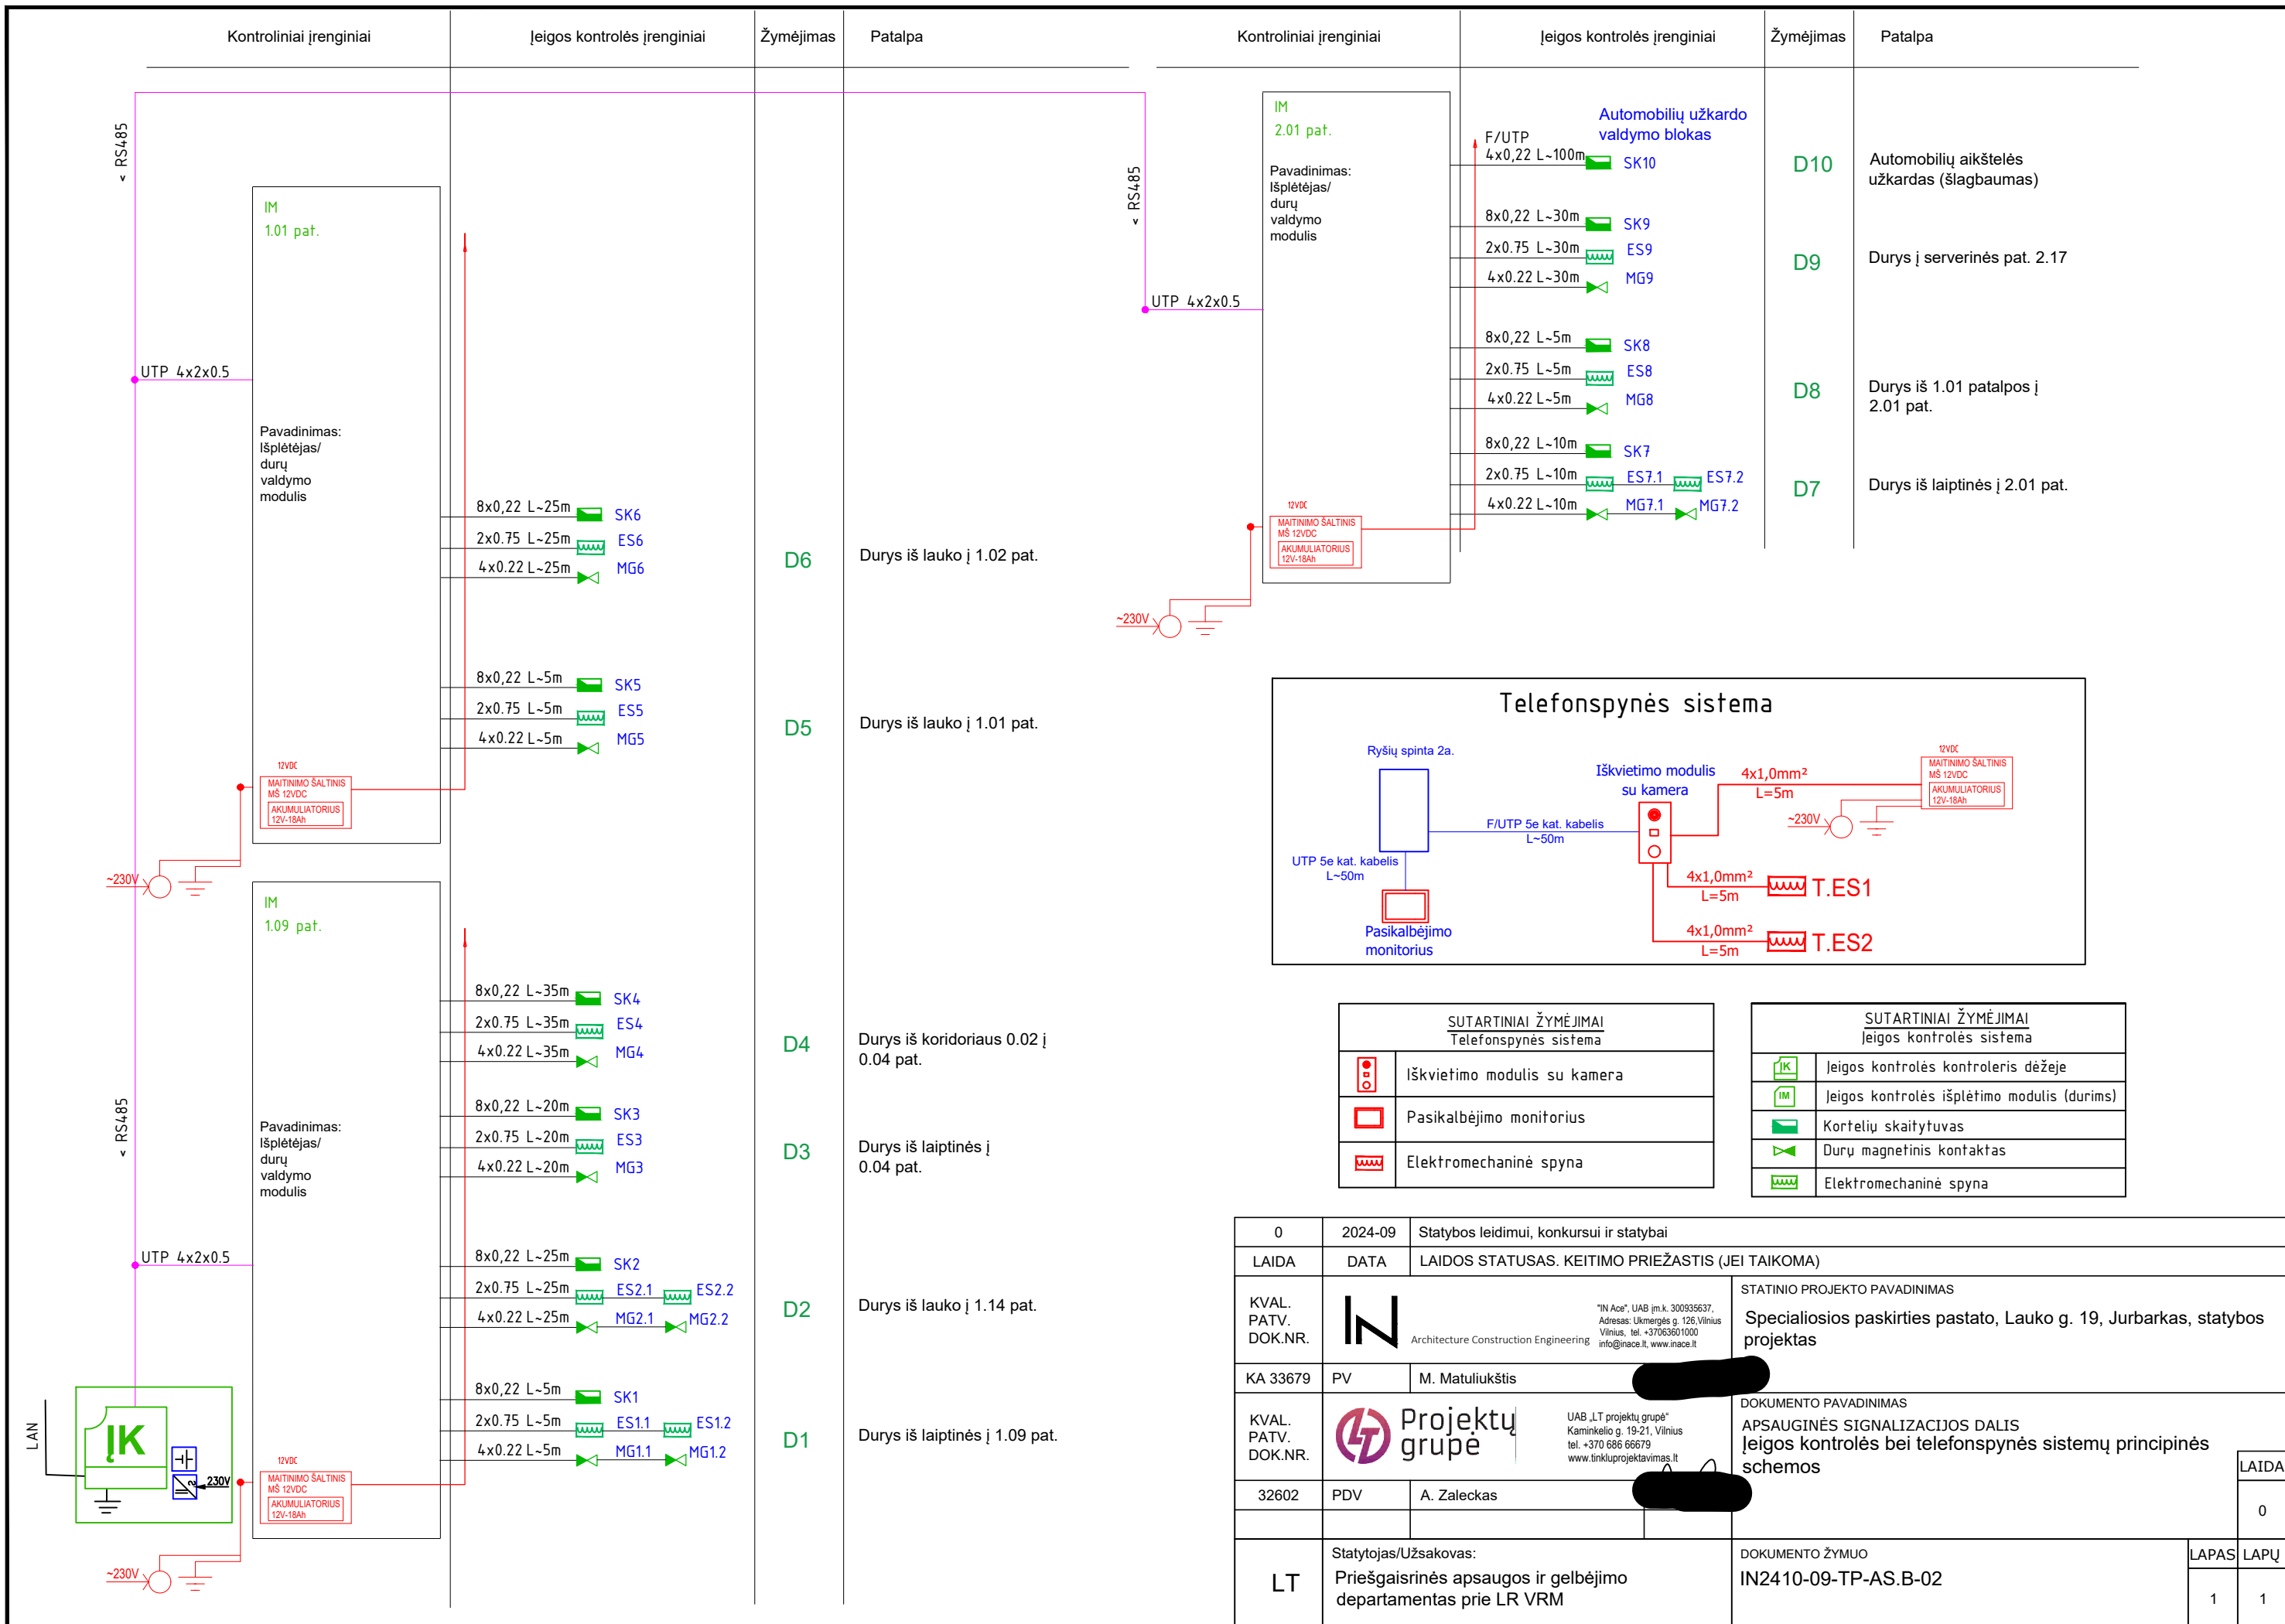 Kontroliniai įrenginiai
Įeigos kontrolės įrenginiai
Žymėjimas
Patalpa
< RS485
IM
1.01 pat.
UTP 4x2x0.5
Pavadinimas:
Išplėtėjas/
durų
valdymo
modulis
8x0,22 L~25m
SK6
2x0.75 L~25m
ES6
4x0.22 L~25m
MG6
D6
Durys iš lauko į 1.02 pat.
8x0,22 L~5m
SK5
2x0.75 L~5m
ES5
4x0.22 L~5m
MG5
D5
Durys iš lauko į 1.01 pat.
12VDC
MAITINIMO ŠALTINIS
MŠ 12VDC
AKUMULIATORIUS
12V-18Ah
~230V
IM
1.09 pat.
< RS485
Pavadinimas:
Išplėtėjas/
durų
valdymo
modulis
UTP 4x2x0.5
8x0,22 L~35m
SK4
2x0.75 L~35m
ES4
4x0.22 L~35m
MG4
D4
Durys iš koridoriaus 0.02 į
0.04 pat.
8x0,22 L~20m
SK3
2x0.75 L~20m
ES3
4x0.22 L~20m
MG3
D3
Durys iš laiptinės į
0.04 pat.
8x0,22 L~25m
SK2
2x0.75 L~25m
ES2.1
ES2.2
4x0.22 L~25m
MG2.1
MG2.2
D2
Durys iš lauko į 1.14 pat.
8x0,22 L~5m
SK1
2x0.75 L~5m
ES1.1
ES1.2
4x0.22 L~5m
MG1.1
MG1.2
D1
Durys iš laiptinės į 1.09 pat.
LAN
ĮK
230V
12VDC
MAITINIMO ŠALTINIS
MŠ 12VDC
AKUMULIATORIUS
12V-18Ah
~230V
Kontroliniai įrenginiai
Įeigos kontrolės įrenginiai
Žymėjimas
Patalpa
< RS485
IM
2.01 pat.
Pavadinimas:
Išplėtėjas/
durų
valdymo
modulis
UTP 4x2x0.5
Automobilių užkardo
valdymo blokas
F/UTP
4x0,22 L~100m
SK10
D10
Automobilių aikštelės
užkardas (šlagbaumas)
8x0,22 L~30m
SK9
2x0.75 L~30m
ES9
4x0.22 L~30m
MG9
D9
Durys į serverinės pat. 2.17
8x0,22 L~5m
SK8
2x0.75 L~5m
ES8
4x0.22 L~5m
MG8
D8
Durys iš 1.01 patalpos į
2.01 pat.
8x0,22 L~10m
SK7
2x0.75 L~10m
ES7.1
ES7.2
4x0.22 L~10m
MG7.1
MG7.2
D7
Durys iš laiptinės į 2.01 pat.
12VDC
MAITINIMO ŠALTINIS
MŠ 12VDC
AKUMULIATORIUS
12V-18Ah
~230V
Telefonspynės sistema
Ryšių spinta 2a.
Iškvietimo modulis
su kamera
4x1,0mm²
L=5m
12VDC
MAITINIMO ŠALTINIS
MŠ 12VDC
AKUMULIATORIUS
12V-18Ah
~230V
F/UTP 5e kat. kabelis
L~50m
UTP 5e kat. kabelis
L~50m
Pasikalbėjimo
monitorius
4x1,0mm²
L=5m
T.ES1
4x1,0mm²
L=5m
T.ES2
SUTARTINIAI ŽYMĖJIMAI
Telefonspynės sistema
Iškvietimo modulis su kamera
Pasikalbėjimo monitorius
Elektromechaninė spyna
SUTARTINIAI ŽYMĖJIMAI
Įeigos kontrolės sistema
ĮK
Įeigos kontrolės kontroleris dėžėje
IM
Įeigos kontrolės išplėtimo modulis (durims)
Kortelių skaitytuvas
Durų magnetinis kontaktas
Elektromechaninė spyna
0
2024-09
Statybos leidimui, konkursui ir statybai
LAIDA
DATA
LAIDOS STATUSAS. KEITIMO PRIEŽASTIS (JEI TAIKOMA)
KVAL.
PATV.
DOK.NR.
Architecture Construction Engineering
"IN Ace", UAB įm.k. 300935637,
Adresas: Ukmergės g. 126,Vilnius
Vilnius, tel. +37063601000
info@inace.lt, www.inace.lt
STATINIO PROJEKTO PAVADINIMAS
Specialiosios paskirties pastato, Lauko g. 19, Jurbarkas, statybos
projektas
KA 33679
PV
M. Matuliukštis
KVAL.
PATV.
DOK.NR.
LT
Projektų
grupė
UAB „LT projektų grupė“
Kaminkelio g. 19-21, Vilnius
tel. +370 686 66679
www.tinkluprojektavimas.lt
DOKUMENTO PAVADINIMAS
APSAUGINĖS SIGNALIZACIJOS DALIS
Įeigos kontrolės bei telefonspynės sistemų principinės
schemos
LAIDA
0
32602
PDV
A. Zaleckas
LT
Statytojas/Užsakovas:
Priešgaisrinės apsaugos ir gelbėjimo
departamentas prie LR VRM
DOKUMENTO ŽYMUO
IN2410-09-TP-AS.B-02
LAPAS
LAPŲ
1
1